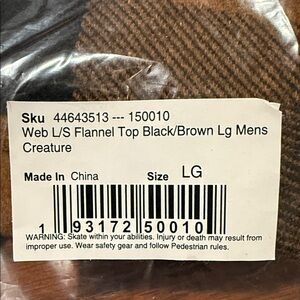 Sku 44643513 --- 150010
Web L/S Flannel Top Black/Brown Lg Mens
Creature
Made In China Size LG
1 93172 50010
WARNING: Skate within your abilities. Injury or death may result from
improper use. Wear safety gear and follow Pedestrian rules.